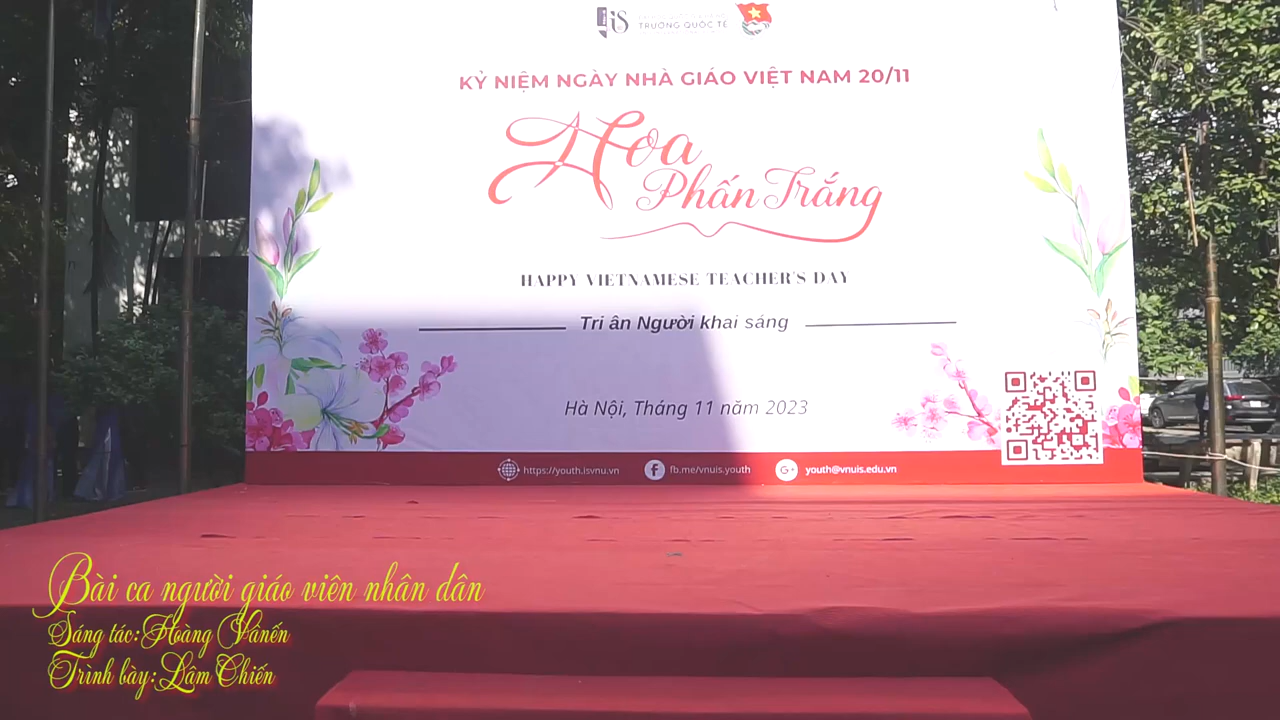 iS TRƯỜNG QUỐC TẾ
KỶ NIỆM NGÀY NHÀ GIÁO VIỆT NAM 20/11
Hoa
Phấn Trắng
HAPPY VIETNAMESE TEACHER'S DAY
Tri ân Người khai sáng
Hà Nội, Tháng 11 năm 2023
https://youth.isvnu.vn fb.me/vnuis.youth G+ youth@vnuis.edu.vn
Bài ca người giáo viên nhân dân
Sáng tác:Hoàng Vânến
Trình bày:Lâm Chiến